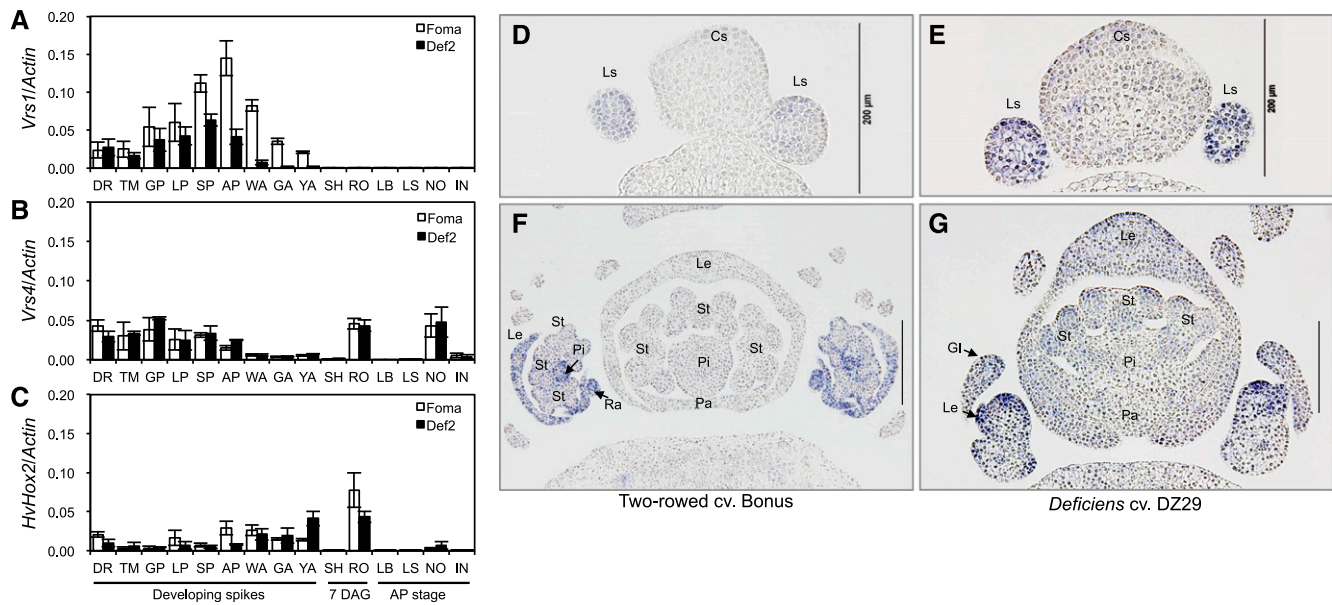 A
Vrs1/Actin
0.20
0.15
0.10
0.05
0.00
Foma
Def2
DR TM GP LP SP AP WA GA YA SH RO LB LS NO IN
B
Vrs4/Actin
0.20
0.15
0.10
0.05
0.00
Foma
Def2
DR TM GP LP SP AP WA GA YA SH RO LB LS NO IN
C
HvHox2/Actin
0.20
0.15
0.10
0.05
0.00
Foma
Def2
DR TM GP LP SP AP WA GA YA SH RO LB LS NO IN
Developing spikes 7 DAG AP stage
D
Cs
Ls
Ls
200 µm
E
Cs
Ls
Ls
200 µm
F
Le
St
St
Le
Pi
St
St
St
Pi
St
Ra
Pa
Two-rowed cv. Bonus
G
Le
St
St
St
Gl
Pi
Le
Pa
Deficiens cv. DZ29